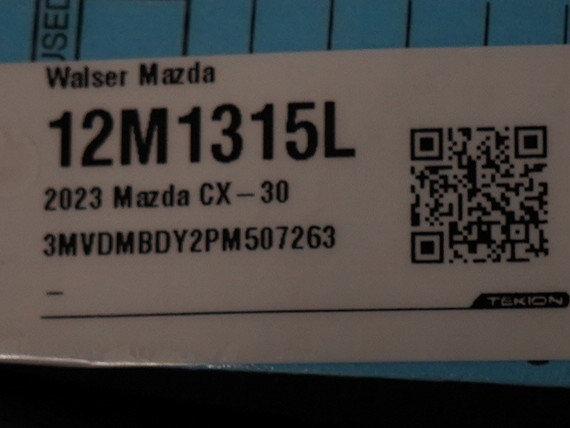 USED
Walser Mazda
12M1315L
2023 Mazda CX-30
3MVDMBDY2PM507263
-
TEKION